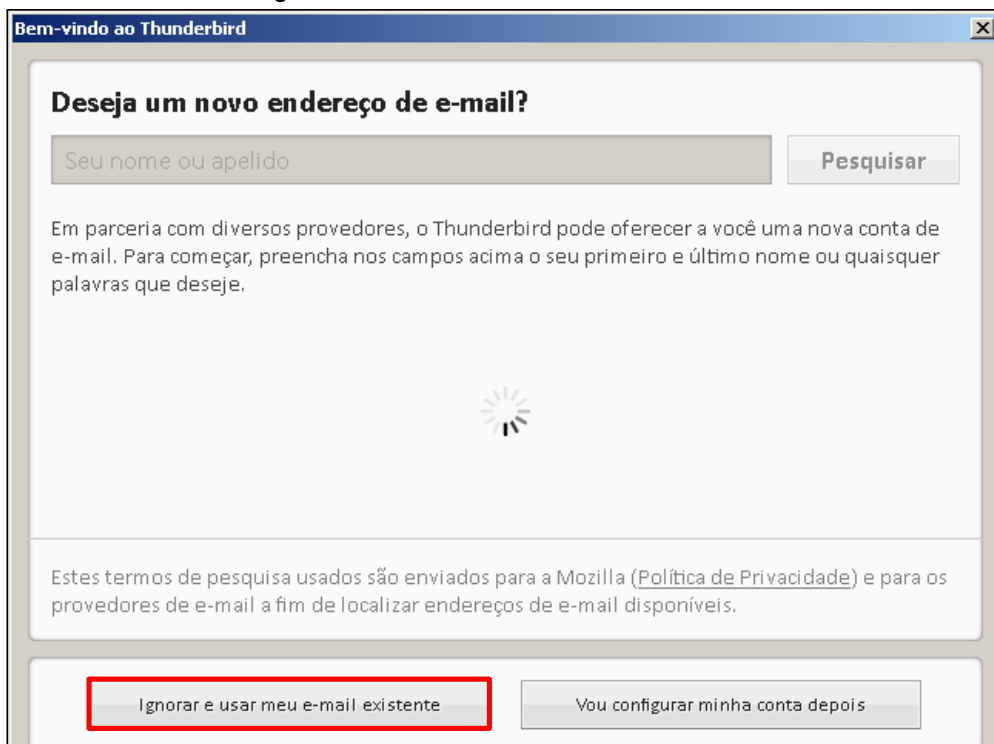 Bem-vindo ao Thunderbird
Deseja um novo endereço de e-mail?
Seu nome ou apelido
Pesquisar
Em parceria com diversos provedores, o Thunderbird pode oferecer a você uma nova conta de
e-mail. Para começar, preencha nos campos acima o seu primeiro e último nome ou quaisquer
palavras que deseje.
Estes termos de pesquisa usados são enviados para a Mozilla (Política de Privacidade) e para os
provedores de e-mail a fim de localizar endereços de e-mail disponíveis.
Ignorar e usar meu e-mail existente
Vou configurar minha conta depois